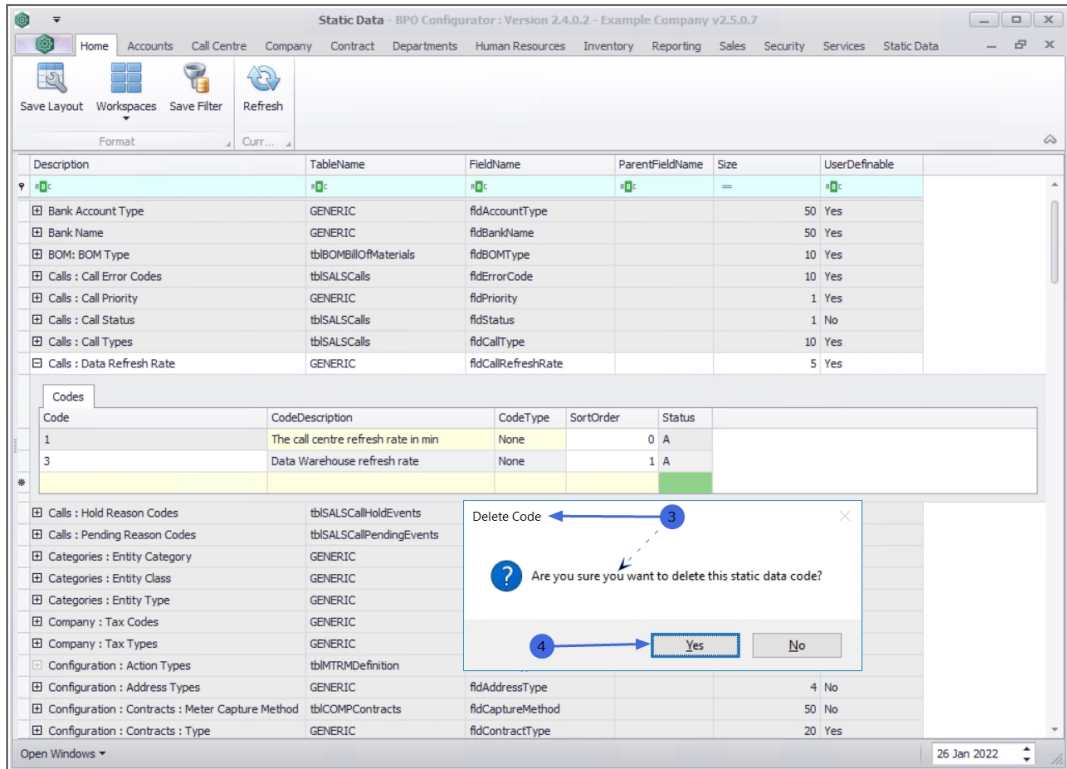 Static Data - BPO Configurator : Version 2.4.0.2 - Example Company v2.5.0.7
Home Accounts Call Centre Company Contract Departments Human Resources Inventory Reporting Sales Security Services Static Data
Save Layout Workspaces Save Filter Refresh
Format Curr...
Description TableName FieldName ParentFieldName Size UserDefinable
Bank Account Type GENERIC fldAccountType 50 Yes
Bank Name GENERIC fldBankName 50 Yes
BOM: BOM Type tblBOMBillOfMaterials fldBOMType 10 Yes
Calls : Call Error Codes tblSALSCalls fldErrorCode 10 Yes
Calls : Call Priority GENERIC fldPriority 1 Yes
Calls : Call Status tblSALSCalls fldStatus 1 No
Calls : Call Types tblSALSCalls fldCallType 10 Yes
Calls : Data Refresh Rate GENERIC fldCallRefreshRate 5 Yes
Codes
Code CodeDescription CodeType SortOrder Status
1 The call centre refresh rate in min None 0 A
3 Data Warehouse refresh rate None 1 A
Calls : Hold Reason Codes tblSALSCallHoldEvents
Calls : Pending Reason Codes tblSALSCallPendingEvents
Categories : Entity Category GENERIC
Categories : Entity Class GENERIC
Categories : Entity Type GENERIC
Company : Tax Codes GENERIC
Company : Tax Types GENERIC
Configuration : Action Types tblMTRMDefinition
Configuration : Address Types GENERIC fldAddressType 4 No
Configuration : Contracts : Meter Capture Method tblCOMPContracts fldCaptureMethod 50 No
Configuration : Contracts : Type GENERIC fldContractType 20 Yes
Delete Code 3
Are you sure you want to delete this static data code?
4 Yes No
Open Windows 26 Jan 2022